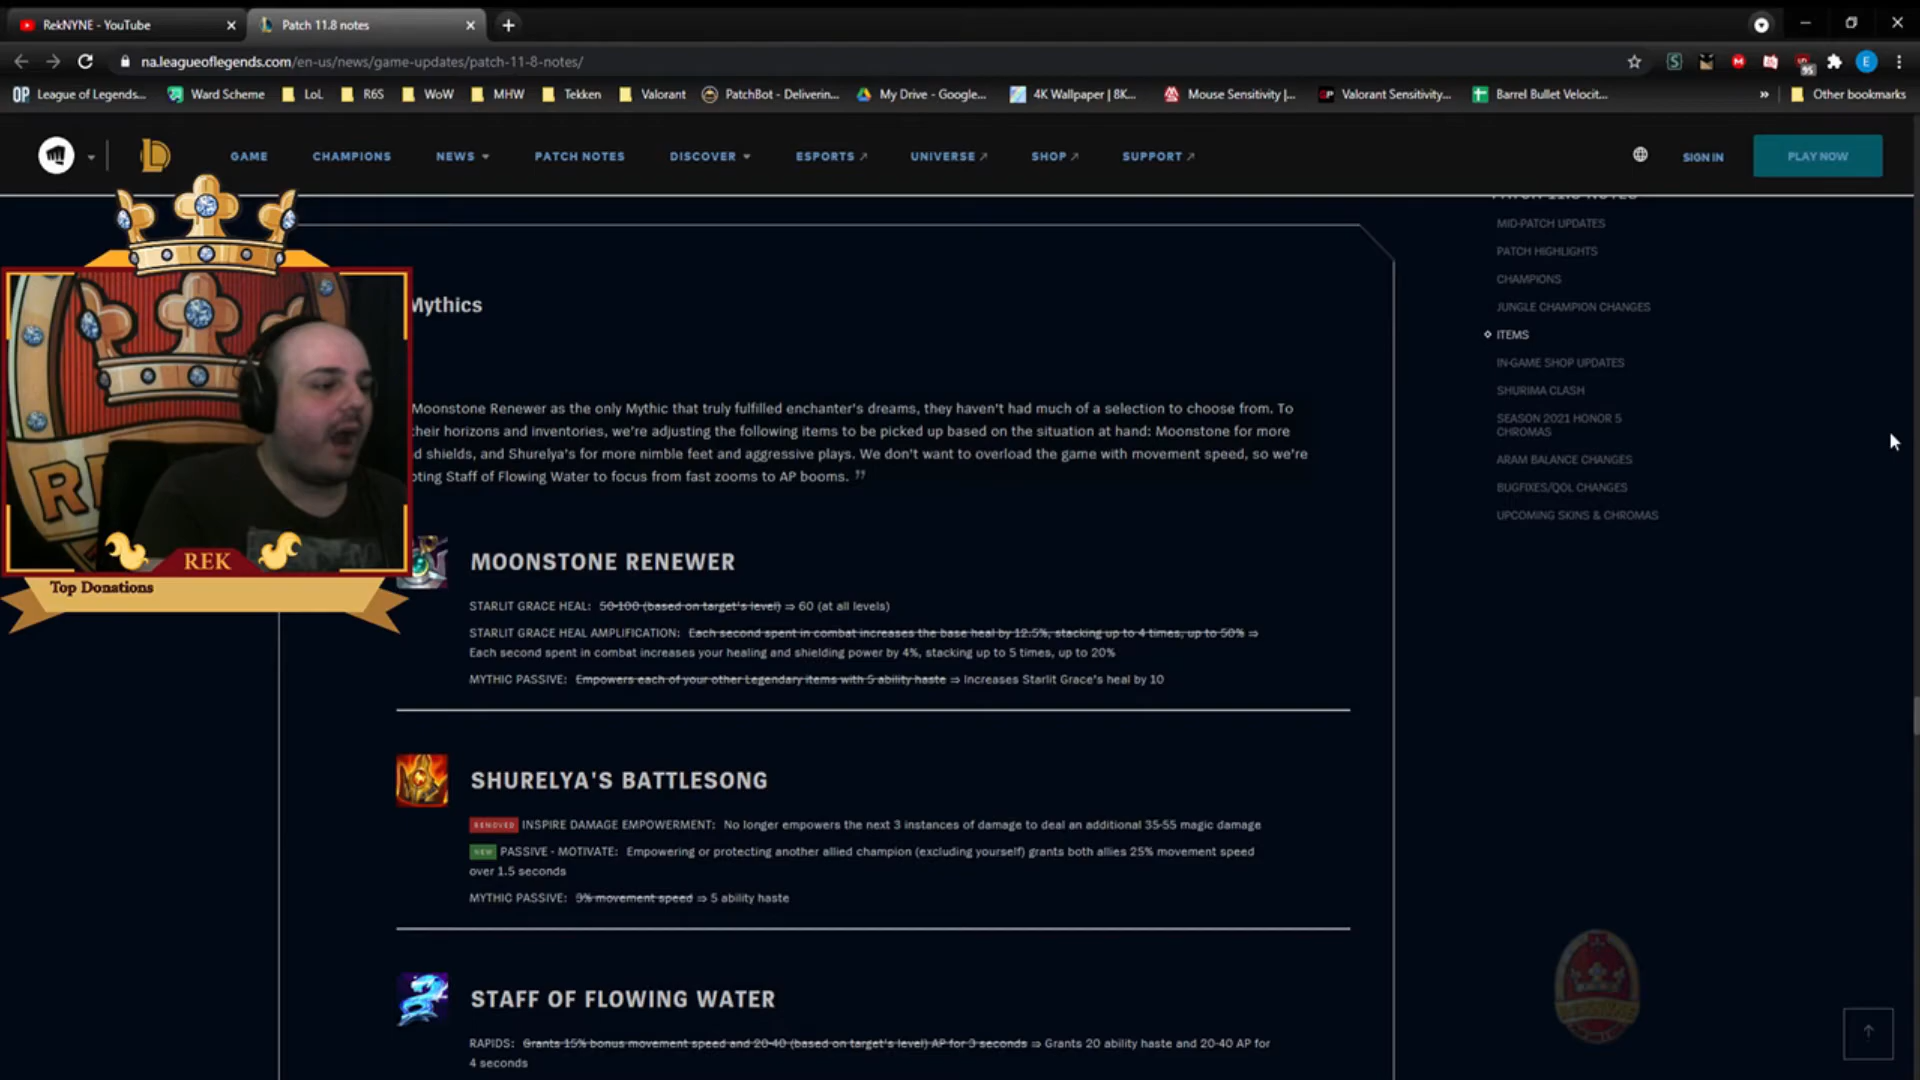 RekNYNE - YouTube
Patch 11.8 notes
na.leagueoflegends.com/en-us/news/game-updates/patch-11-8-notes/
95
E
OP League of Legends...
Ward Scheme
LoL
R6S
WoW
MHW
Tekken
Valorant
PatchBot - Deliverin...
My Drive - Google...
4K Wallpaper | 8K...
Mouse Sensitivity |...
Valorant Sensitivity...
Barrel Bullet Velocit...
» Other bookmarks
GAME
CHAMPIONS
NEWS
PATCH NOTES
DISCOVER
ESPORTS
UNIVERSE
SHOP
SUPPORT
SIGN IN
PLAY NOW
PATCH 11.8 NOTES
MID-PATCH UPDATES
PATCH HIGHLIGHTS
CHAMPIONS
JUNGLE CHAMPION CHANGES
ITEMS
IN-GAME SHOP UPDATES
SHURIMA CLASH
SEASON 2021 HONOR 5
CHROMAS
ARAM BALANCE CHANGES
BUGFIXES/QOL CHANGES
UPCOMING SKINS & CHROMAS
Mythics
Moonstone Renewer as the only Mythic that truly fulfilled enchanter's dreams, they haven't had much of a selection to choose from. To
heir horizons and inventories, we're adjusting the following items to be picked up based on the situation at hand: Moonstone for more
d shields, and Shurelya's for more nimble feet and aggressive plays. We don't want to overload the game with movement speed, so we're
oting Staff of Flowing Water to focus from fast zooms to AP booms. ”
REK
Top Donations
MOONSTONE RENEWER
STARLIT GRACE HEAL: 50-100 (based on target's level) ⇒ 60 (at all levels)
STARLIT GRACE HEAL AMPLIFICATION: Each second spent in combat increases the base heal by 12.5%, stacking up to 4 times, up to 50% ⇒
Each second spent in combat increases your healing and shielding power by 4%, stacking up to 5 times, up to 20%
MYTHIC PASSIVE: Empowers each of your other Legendary items with 5 ability haste ⇒ Increases Starlit Grace's heal by 10
SHURELYA'S BATTLESONG
REMOVED INSPIRE DAMAGE EMPOWERMENT: No longer empowers the next 3 instances of damage to deal an additional 35-55 magic damage
NEW PASSIVE - MOTIVATE: Empowering or protecting another allied champion (excluding yourself) grants both allies 25% movement speed
over 1.5 seconds
MYTHIC PASSIVE: 3% movement speed ⇒ 5 ability haste
STAFF OF FLOWING WATER
RAPIDS: Grants 15% bonus movement speed and 20-40 (based on target's level) AP for 3 seconds ⇒ Grants 20 ability haste and 20-40 AP for
4 seconds